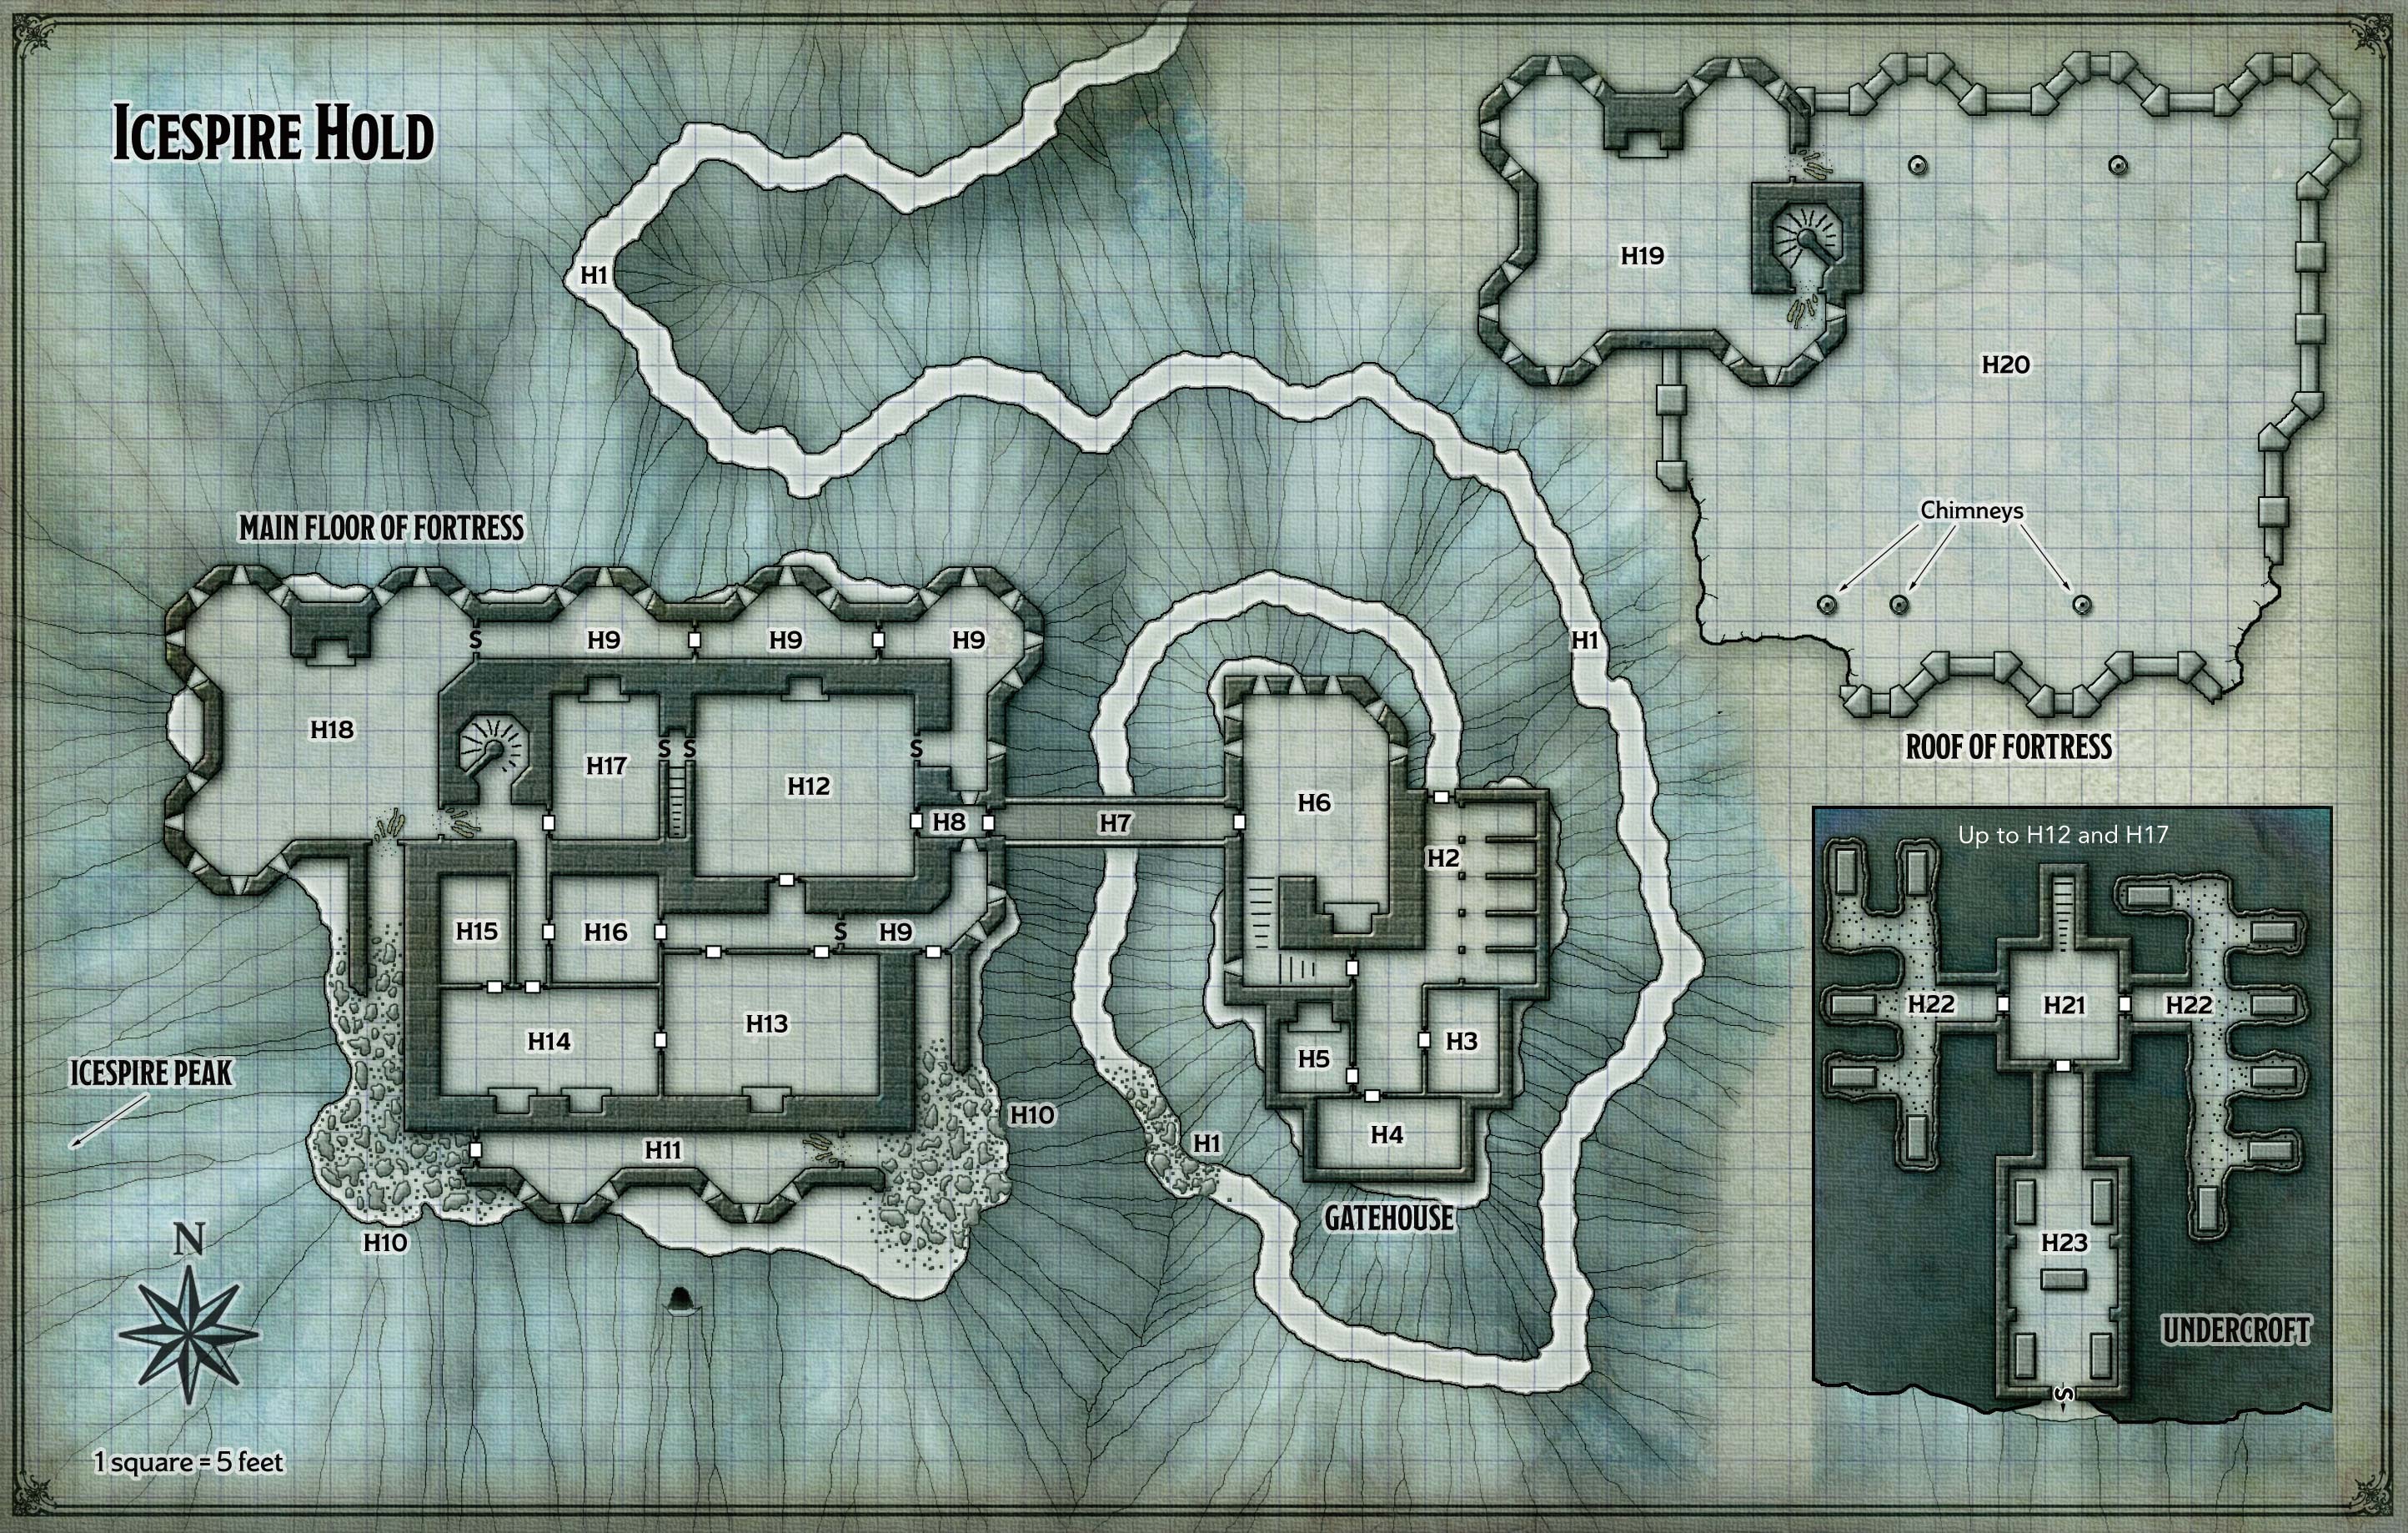 ICESPIRE HOLD
H1
H19
H20
Chimneys
MAIN FLOOR OF FORTRESS
S
H9
H9
H9
H1
H18
H17
S
S
H12
S
H8
H7
H6
H2
ROOF OF FORTRESS
H15
H16
S
H9
H14
H13
H5
H3
ICESPIRE PEAK
H10
H11
H1
H4
GATEHOUSE
H10
N
1 square = 5 feet
Up to H12 and H17
H22
H21
H22
H23
UNDERCROFT
S